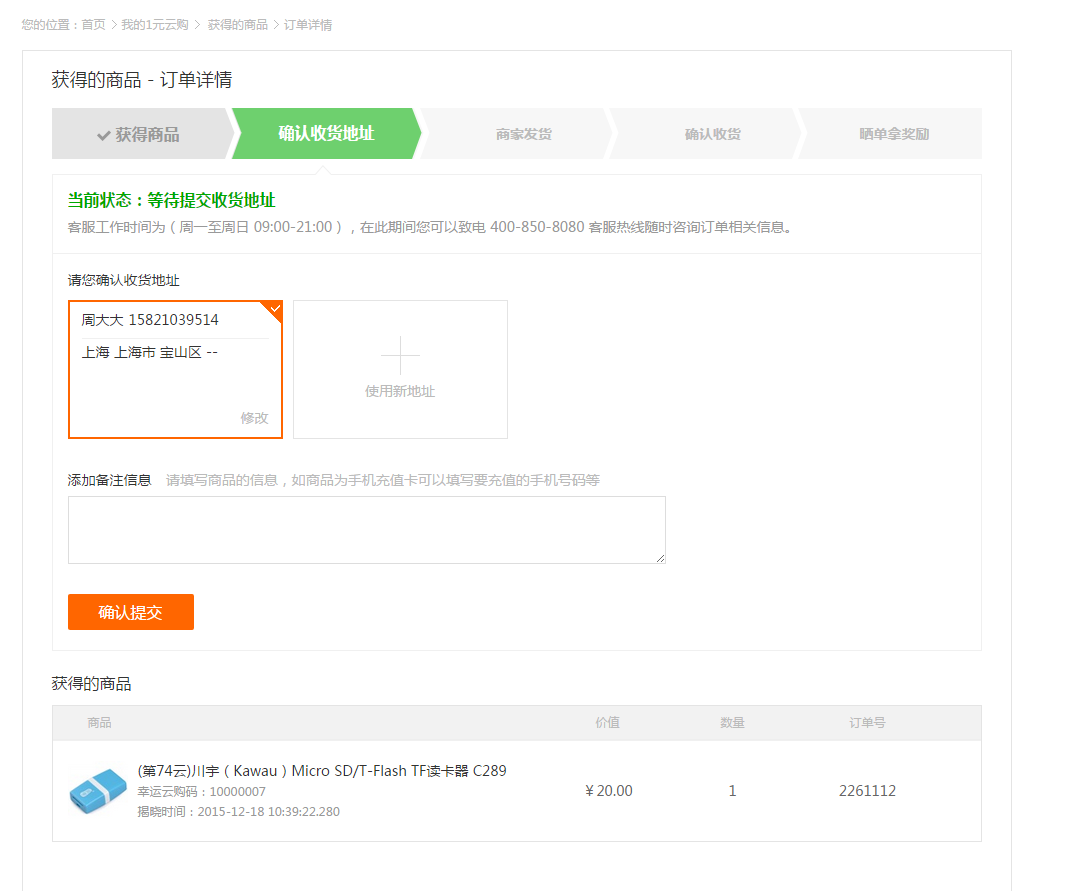 您的位置：首页 > 我的1元云购 > 获得的商品 > 订单详情
获得的商品 - 订单详情
获得商品 确认收货地址 商家发货 确认收货 晒单拿奖励
当前状态：等待提交收货地址
客服工作时间为（周一至周日 09:00-21:00），在此期间您可以致电 400-850-8080 客服热线随时咨询订单相关信息。
请您确认收货地址
周大大 15821039514
上海 上海市 宝山区 --
修改
使用新地址
添加备注信息 请填写商品的信息，如商品为手机充值卡可以填写要充值的手机号码等
确认提交
获得的商品
商品 价值 数量 订单号
(第74云)川宇（Kawau）Micro SD/T-Flash TF读卡器 C289
幸运云购码：10000007
揭晓时间：2015-12-18 10:39:22.280
￥20.00 1 2261112